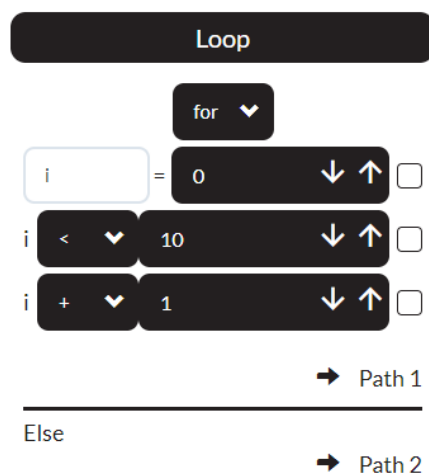 Loop
for
i = 0
i < 10
i + 1
Path 1
Else
Path 2